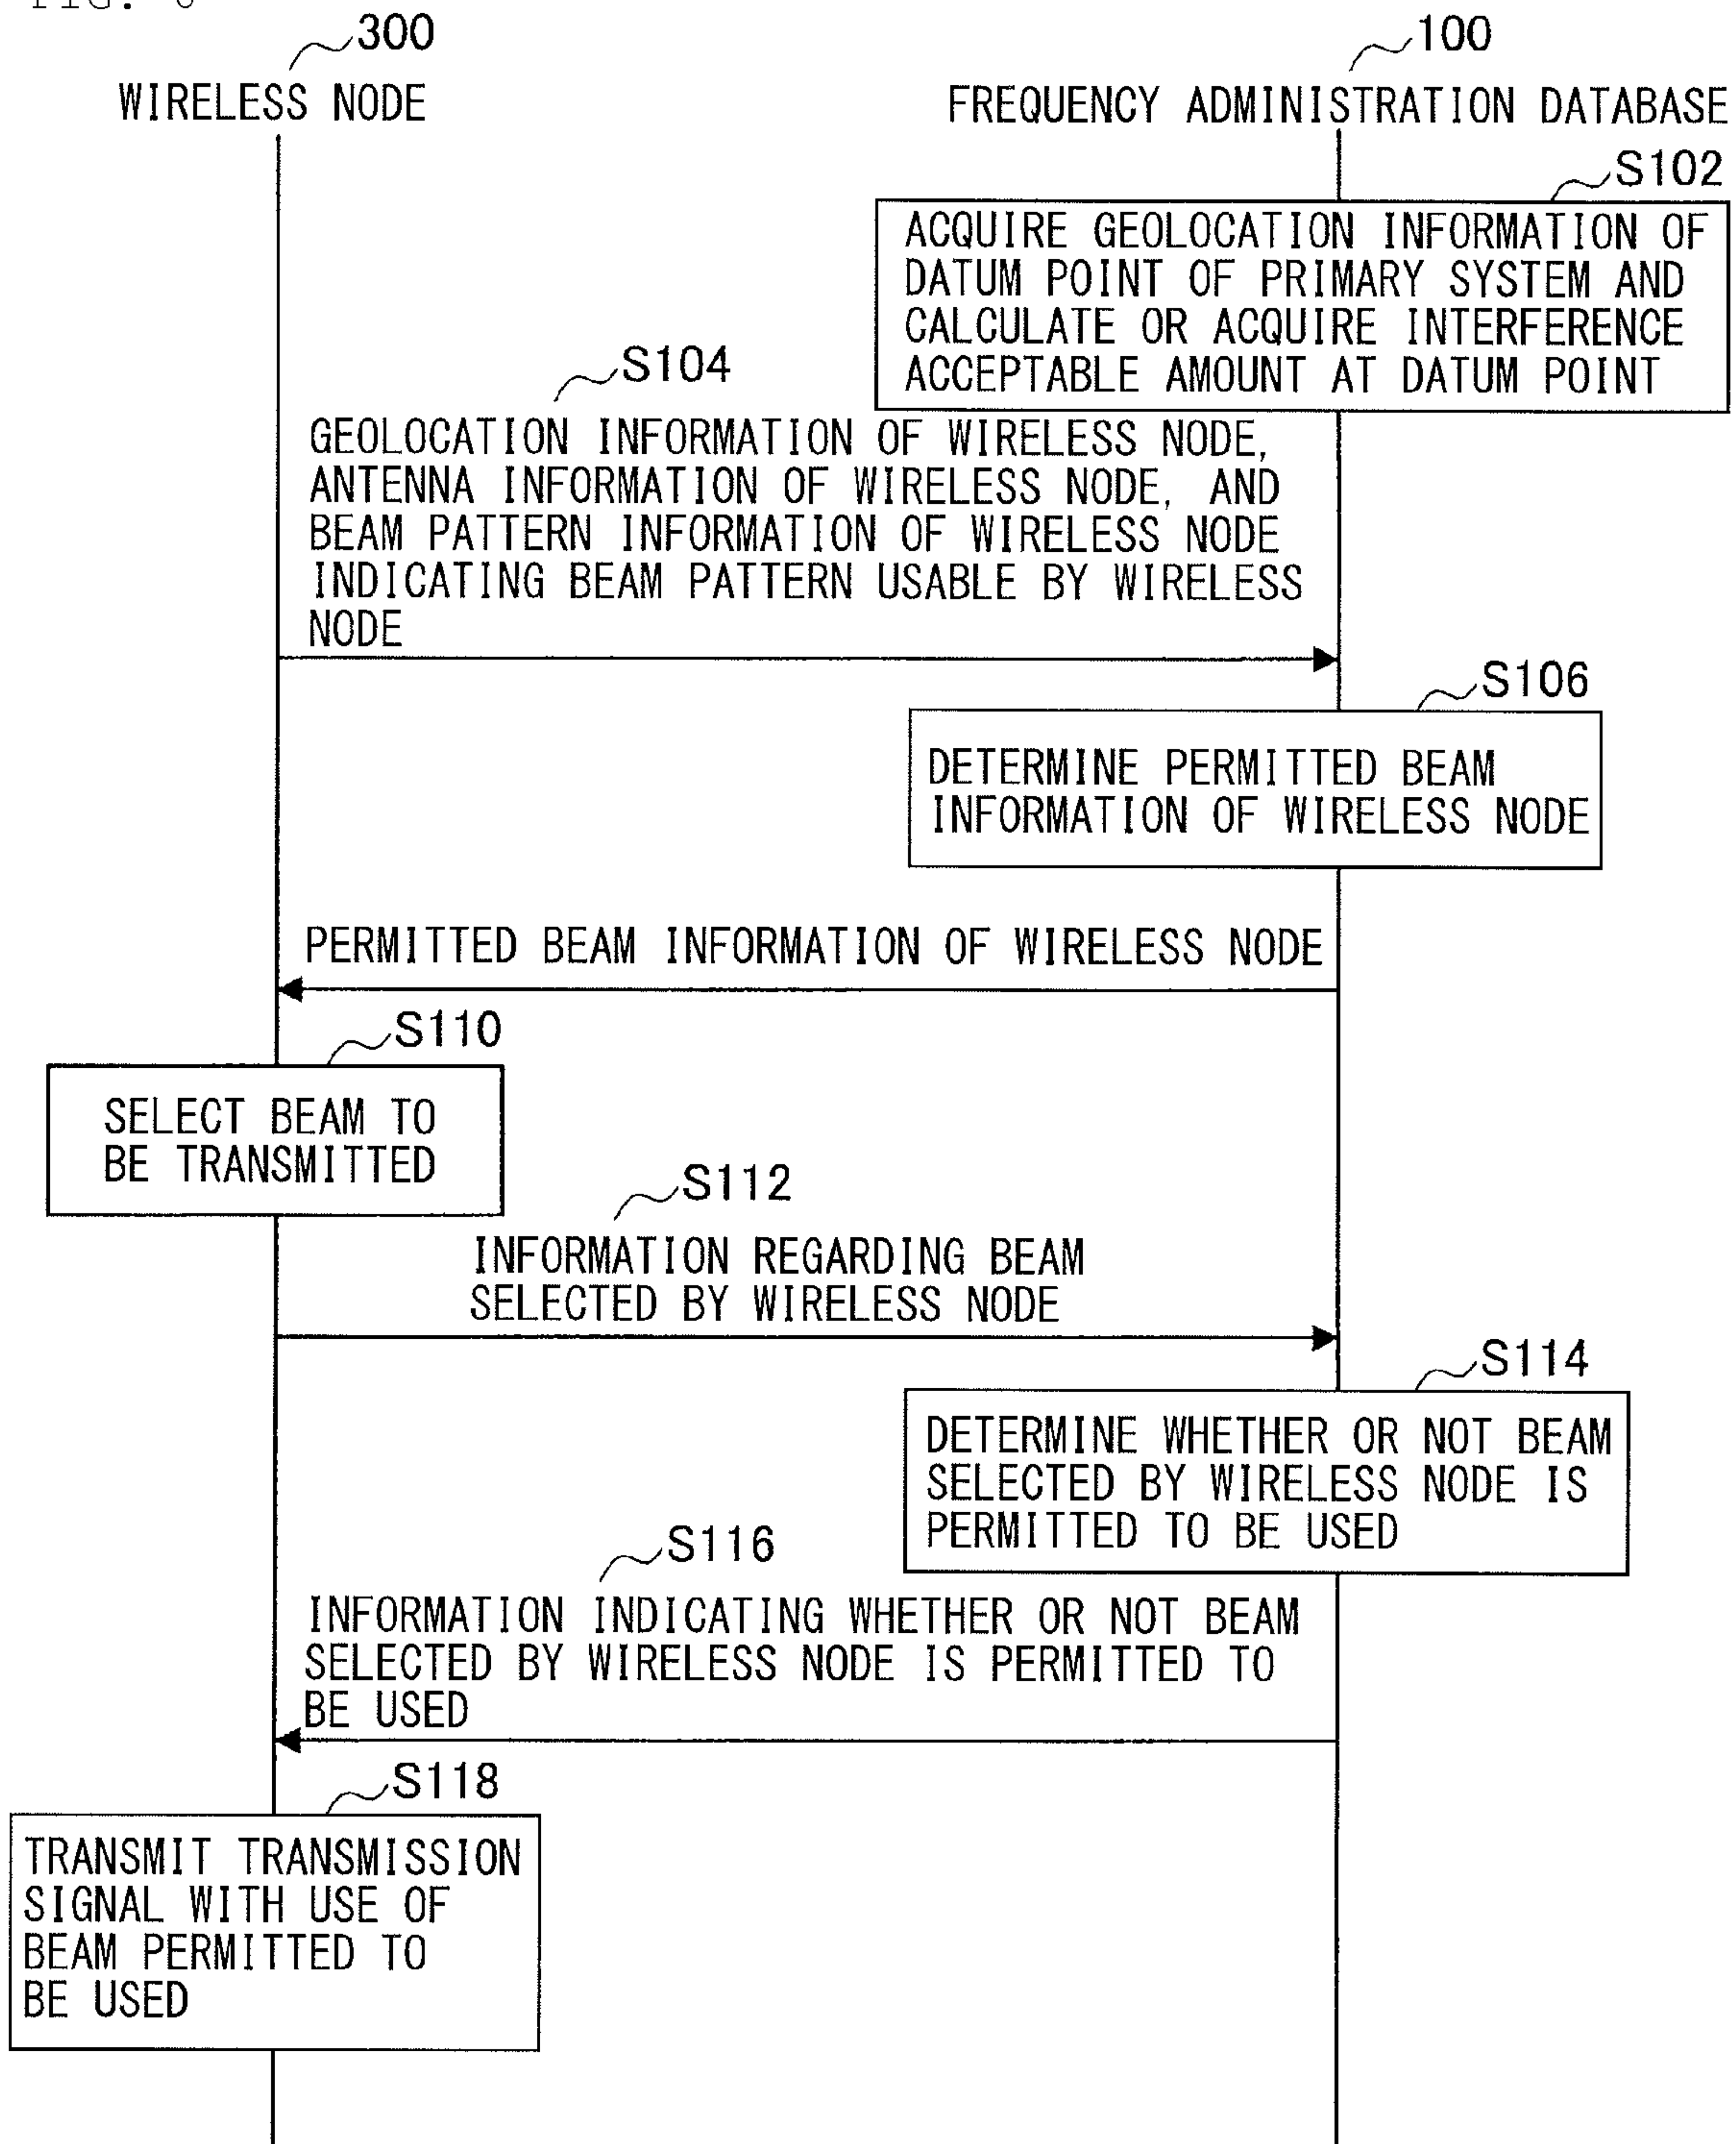 300
100
WIRELESS NODE
FREQUENCY ADMINISTRATION DATABASE
S102
ACQUIRE GEOLOCATION INFORMATION OF
DATUM POINT OF PRIMARY SYSTEM AND
CALCULATE OR ACQUIRE INTERFERENCE
ACCEPTABLE AMOUNT AT DATUM POINT
S104
GEOLOCATION INFORMATION OF WIRELESS NODE,
ANTENNA INFORMATION OF WIRELESS NODE, AND
BEAM PATTERN INFORMATION OF WIRELESS NODE
INDICATING BEAM PATTERN USABLE BY WIRELESS
NODE
S106
DETERMINE PERMITTED BEAM
INFORMATION OF WIRELESS NODE
PERMITTED BEAM INFORMATION OF WIRELESS NODE
S110
SELECT BEAM TO
BE TRANSMITTED
S112
INFORMATION REGARDING BEAM
SELECTED BY WIRELESS NODE
S114
DETERMINE WHETHER OR NOT BEAM
SELECTED BY WIRELESS NODE IS
PERMITTED TO BE USED
S116
INFORMATION INDICATING WHETHER OR NOT BEAM
SELECTED BY WIRELESS NODE IS PERMITTED TO
BE USED
S118
TRANSMIT TRANSMISSION
SIGNAL WITH USE OF
BEAM PERMITTED TO
BE USED